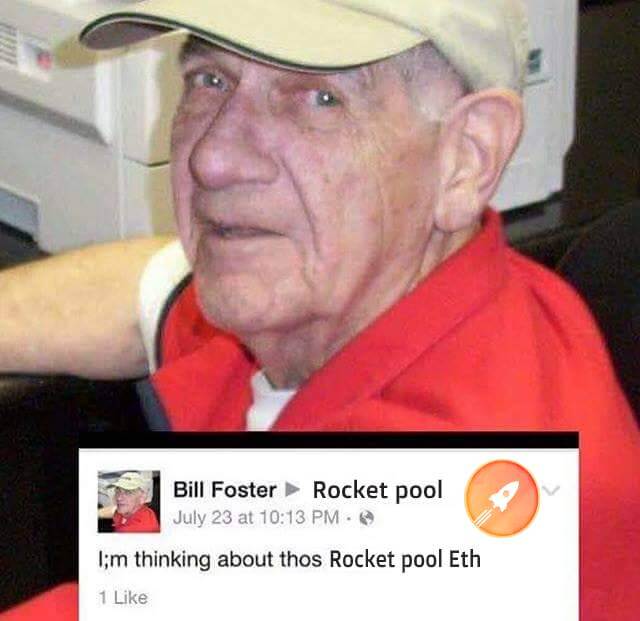 Bill Foster ▶ Rocket pool
July 23 at 10:13 PM ·
I;m thinking about thos Rocket pool Eth
1 Like